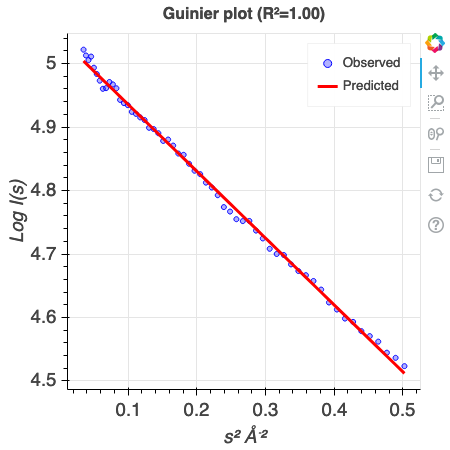 Guinier plot (R²=1.00)
Observed
Predicted
Log I(s)
5
4.9
4.8
4.7
4.6
4.5
0.1 0.2 0.3 0.4 0.5
s² Å⁻²